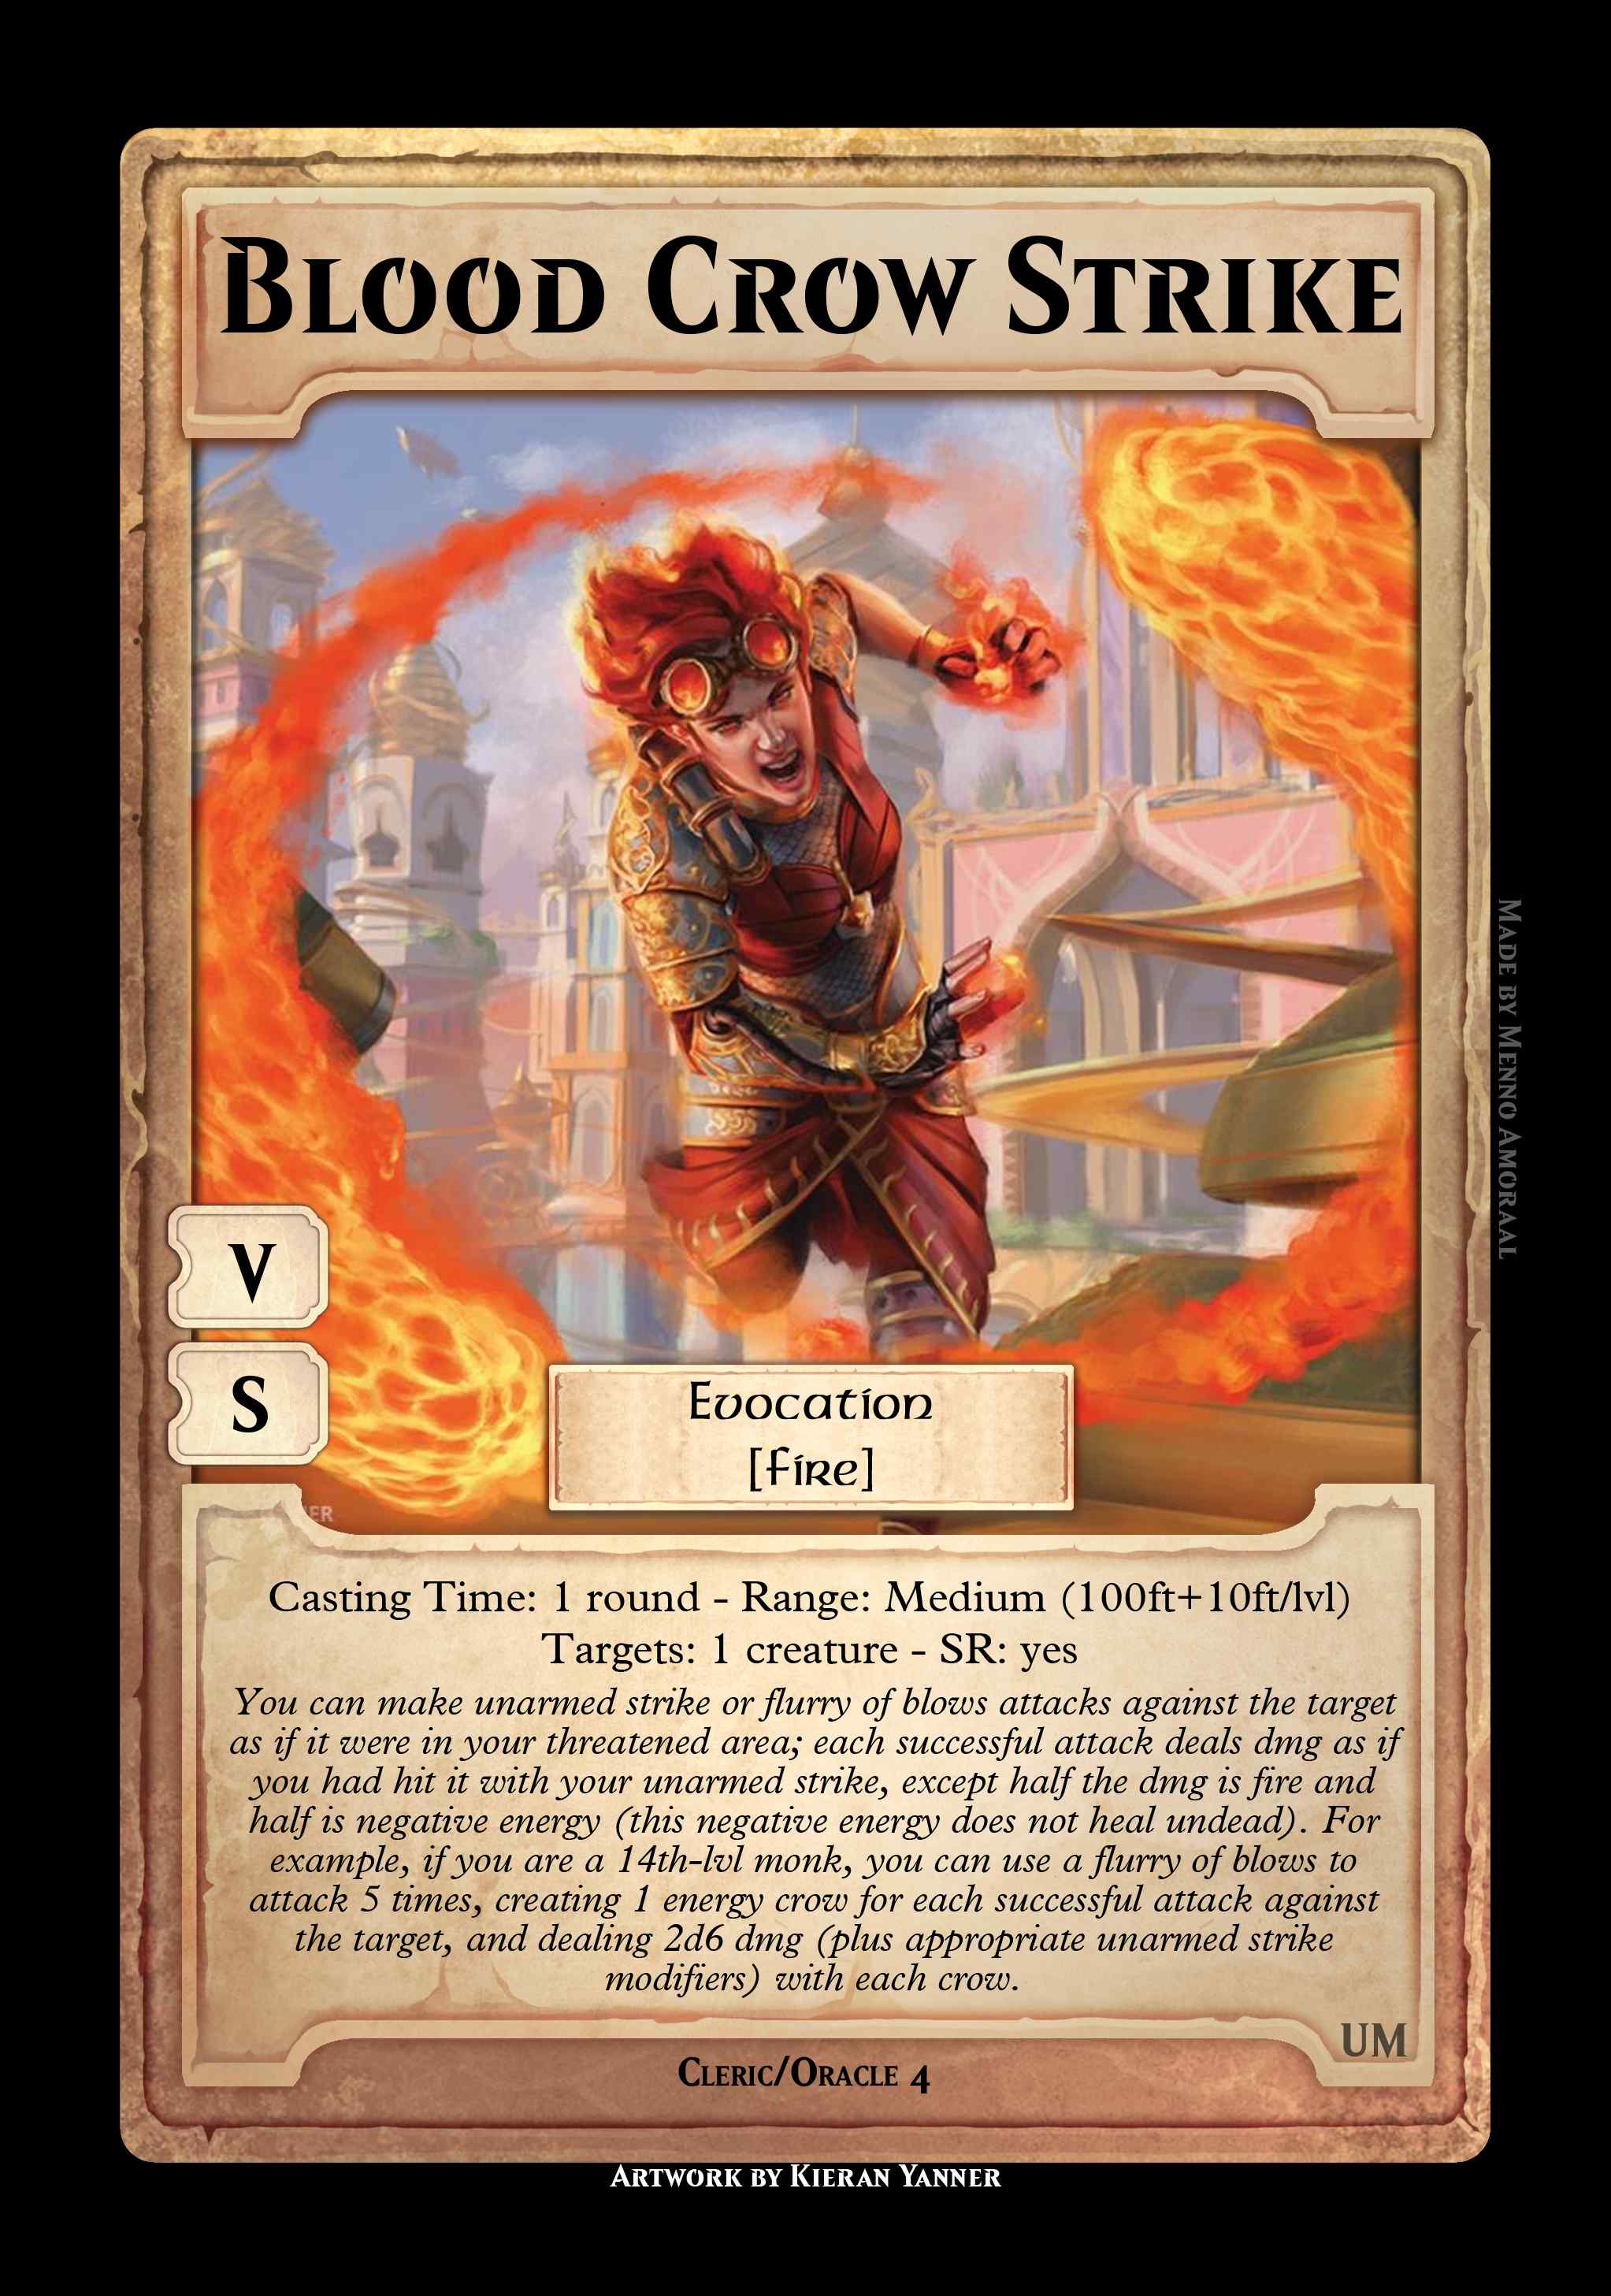 Blood Crow Strike
V
S
Evocation
[Fire]
Casting Time: 1 round - Range: Medium (100ft+10ft/lvl)
Targets: 1 creature - SR: yes
You can make unarmed strike or flurry of blows attacks against the target
as if it were in your threatened area; each successful attack deals dmg as if
you had hit it with your unarmed strike, except half the dmg is fire and
half is negative energy (this negative energy does not heal undead). For
example, if you are a 14th-lvl monk, you can use a flurry of blows to
attack 5 times, creating 1 energy crow for each successful attack against
the target, and dealing 2d6 dmg (plus appropriate unarmed strike
modifiers) with each crow.
UM
Cleric/Oracle 4
Artwork by Kieran Yanner
Made by Menno Amoraal